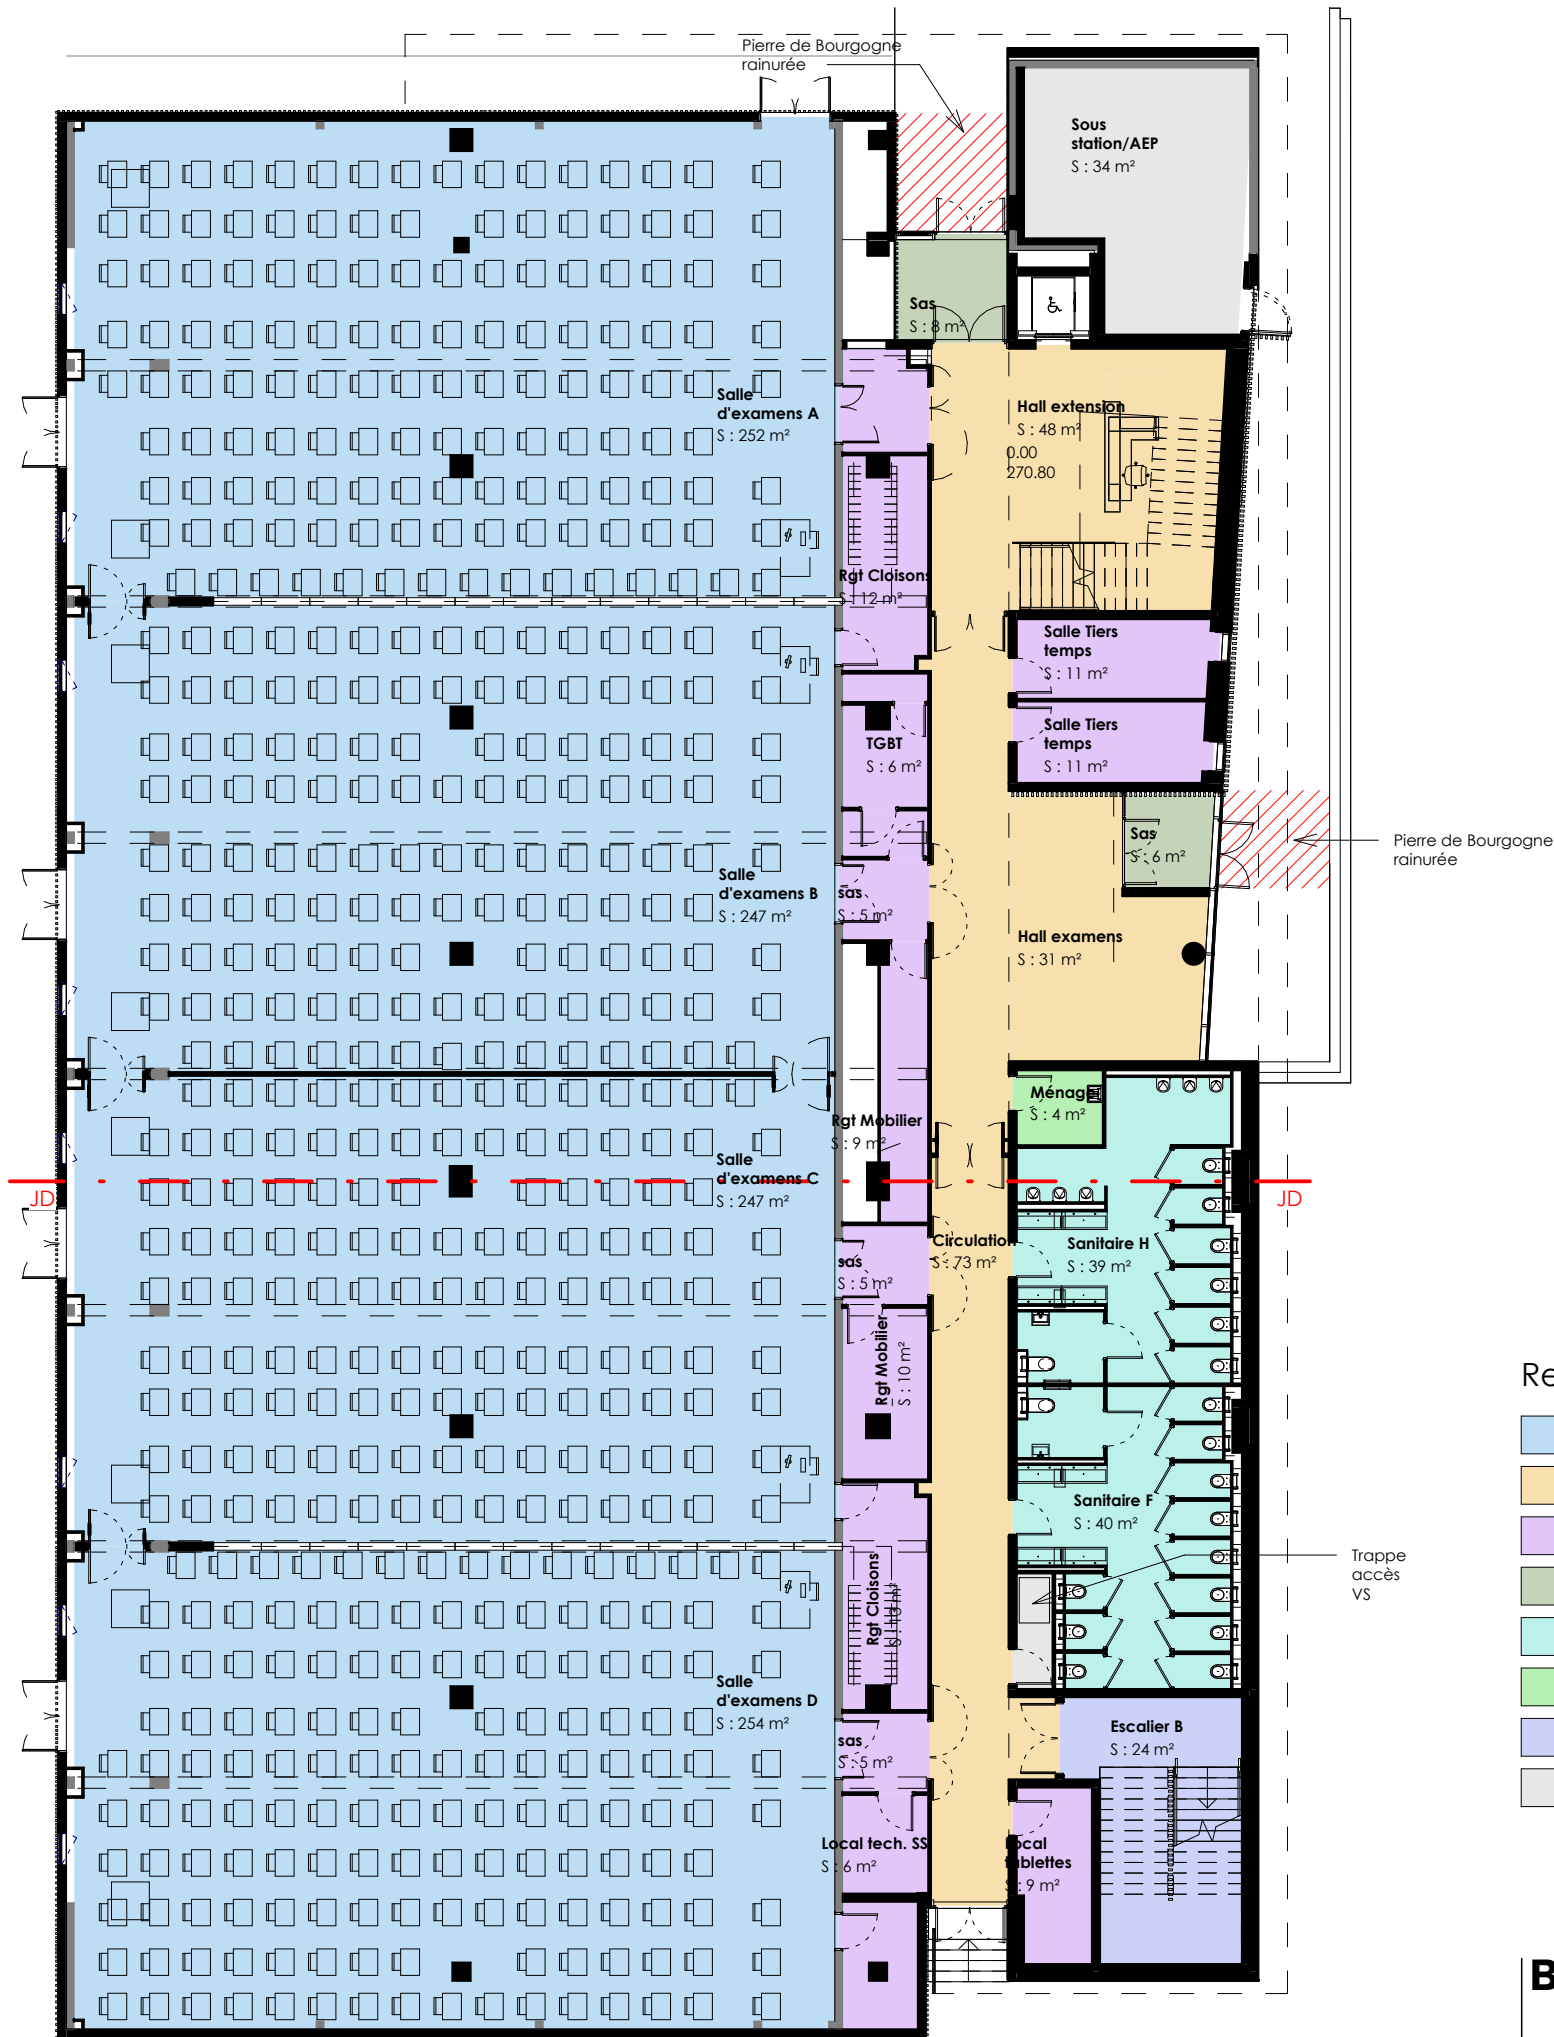 Pierre de Bourgogne
rainurée
Sous
station/AEP
S : 34 m²
Sas
S : 8 m²
Salle
d'examens A
S : 252 m²
Hall extension
S : 48 m²
0.00
270.80
Rgt Cloisons
S : 12 m²
Salle Tiers
temps
S : 11 m²
Salle Tiers
temps
S : 11 m²
TGBT
S : 6 m²
Sas
S : 6 m²
Pierre de Bourgogne
rainurée
Salle
d'examens B
S : 247 m²
sas
S : 5 m²
Hall examens
S : 31 m²
Ménage
S : 4 m²
Rgt Mobilier
S : 9 m²
Salle
d'examens C
S : 247 m²
JD
JD
Circulation
S : 73 m²
Sanitaire H
S : 39 m²
sas
S : 5 m²
Rgt Mobilier
S : 10 m²
Re
Sanitaire F
S : 40 m²
Trappe
accès
VS
Rgt Cloisons
S : 13 m²
Salle
d'examens D
S : 254 m²
sas
S : 5 m²
Escalier B
S : 24 m²
Local tech. SS
S : 6 m²
Local
tablettes
S : 9 m²
B